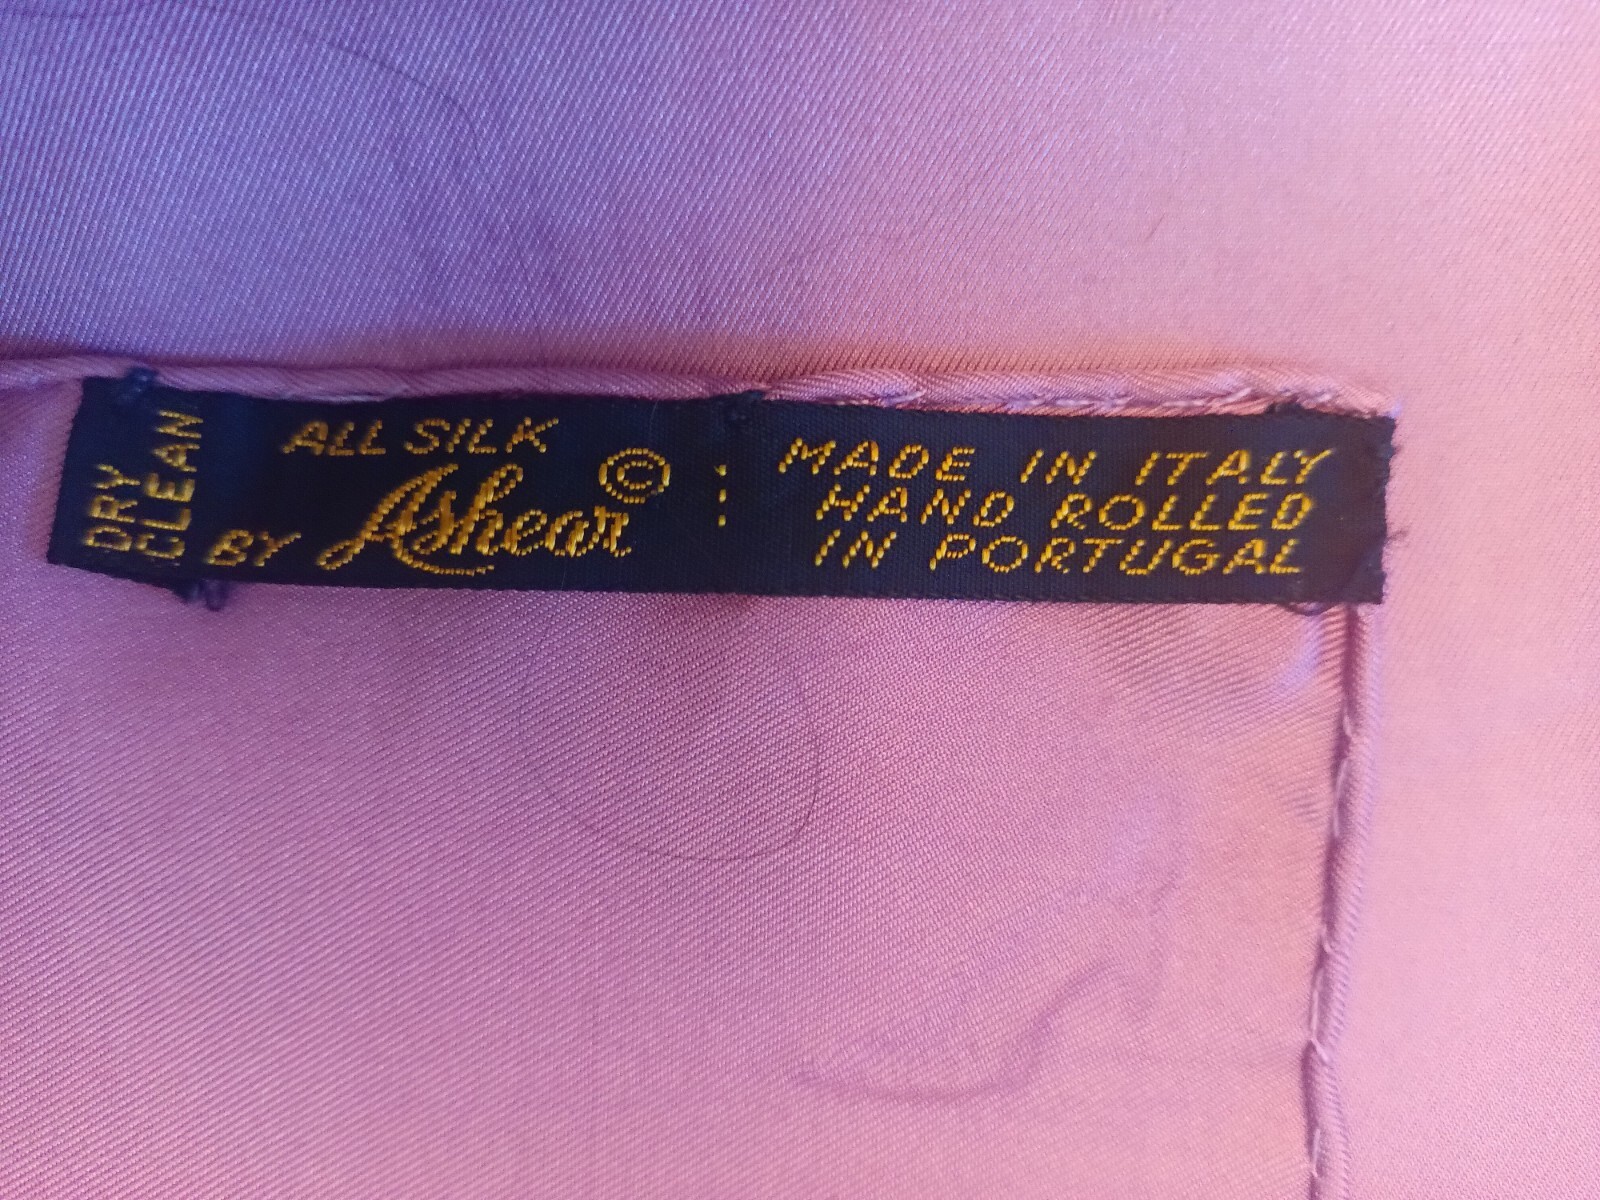 DRY
CLEAN
ALL SILK
BY Ashear ©
MADE IN ITALY
HAND ROLLED
IN PORTUGAL